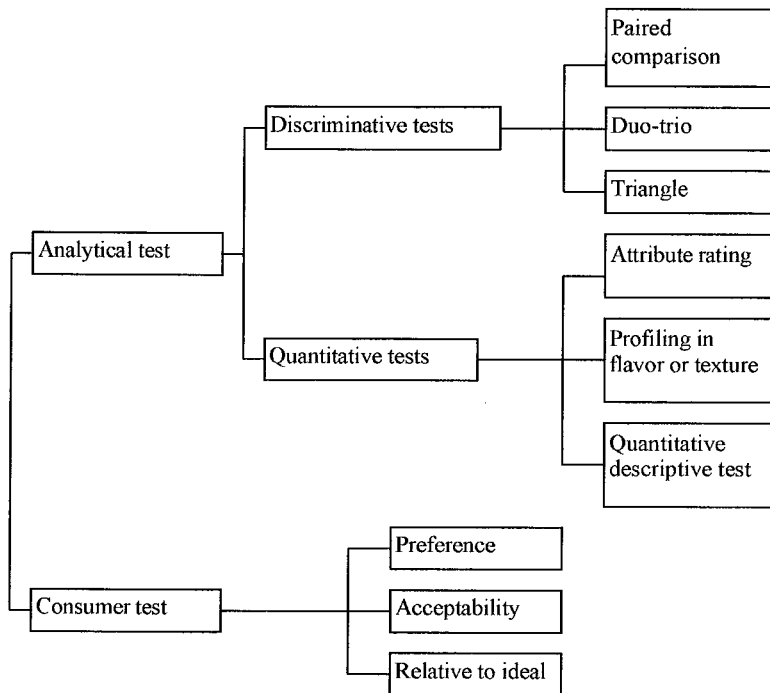 Paired
comparison
Discriminative tests
Duo-trio
Triangle
Analytical test
Attribute rating
Quantitative tests
Profiling in
flavor or texture
Quantitative
descriptive test
Preference
Consumer test
Acceptability
Relative to ideal